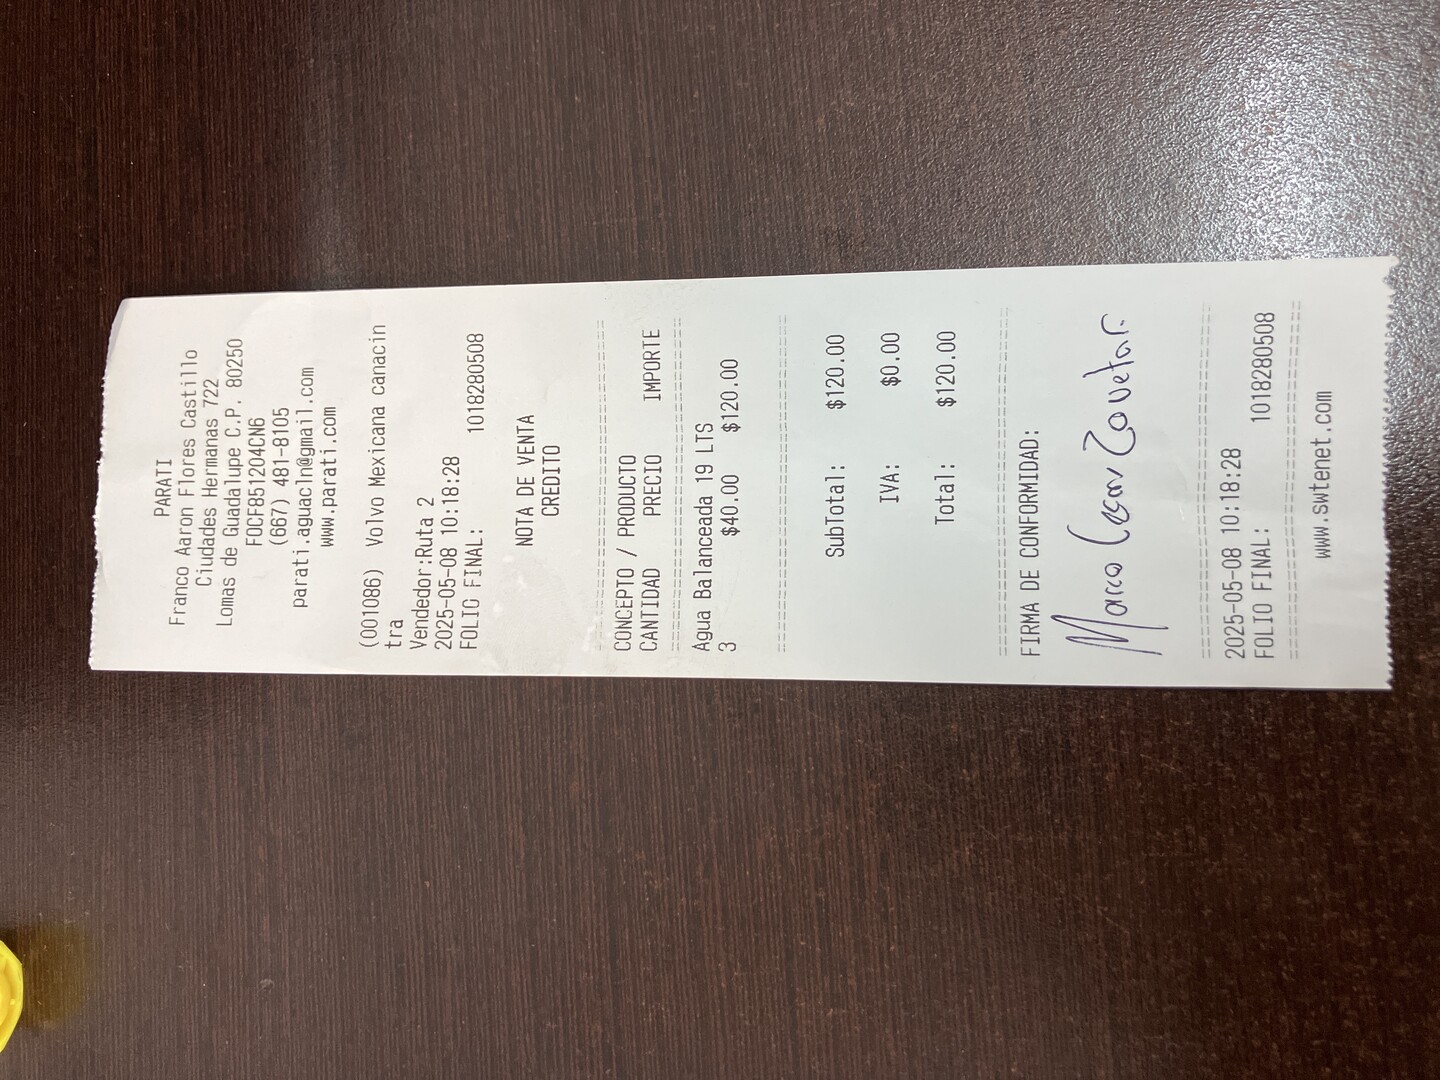 PARATI
Franco Aaron Flores Castillo
Ciudades Hermanas 722
Lomas de Guadalupe C.P. 80250
FOCF851204CN6
(667) 481-8105
parati.aguacln@gmail.com
www.parati.com
(001086) Volvo Mexicana canacin
tra
Vendedor:Ruta 2
2025-05-08 10:18:28
FOLIO FINAL: 1018280508
NOTA DE VENTA
CREDITO
CONCEPTO / PRODUCTO
CANTIDAD PRECIO IMPORTE
Agua Balanceada 19 LTS
3 $40.00 $120.00
SubTotal: $120.00
IVA: $0.00
Total: $120.00
FIRMA DE CONFORMIDAD:
Marco Cesar
2025-05-08 10:18:28
FOLIO FINAL: 1018280508
www.swtenet.com